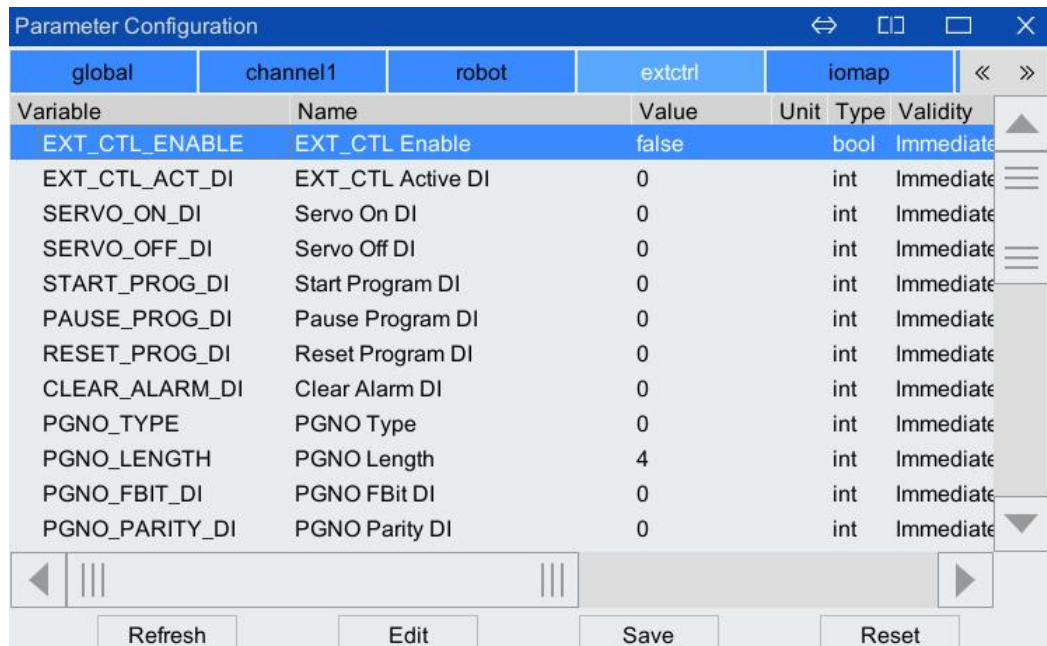 Parameter Configuration
global channel1 robot extctrl iomap
Variable Name Value Unit Type Validity
EXT_CTL_ENABLE EXT_CTL Enable false bool Immediate
EXT_CTL_ACT_DI EXT_CTL Active DI 0 int Immediate
SERVO_ON_DI Servo On DI 0 int Immediate
SERVO_OFF_DI Servo Off DI 0 int Immediate
START_PROG_DI Start Program DI 0 int Immediate
PAUSE_PROG_DI Pause Program DI 0 int Immediate
RESET_PROG_DI Reset Program DI 0 int Immediate
CLEAR_ALARM_DI Clear Alarm DI 0 int Immediate
PGNO_TYPE PGNO Type 0 int Immediate
PGNO_LENGTH PGNO Length 4 int Immediate
PGNO_FBIT_DI PGNO FBit DI 0 int Immediate
PGNO_PARITY_DI PGNO Parity DI 0 int Immediate
Refresh Edit Save Reset